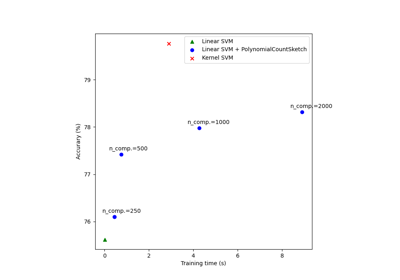 Linear SVM
Linear SVM + PolynomialCountSketch
Kernel SVM
79
n_comp.=2000
n_comp.=1000
78
n_comp.=500
77
n_comp.=250
76
Accurary (%)
0 2 4 6 8
Training time (s)